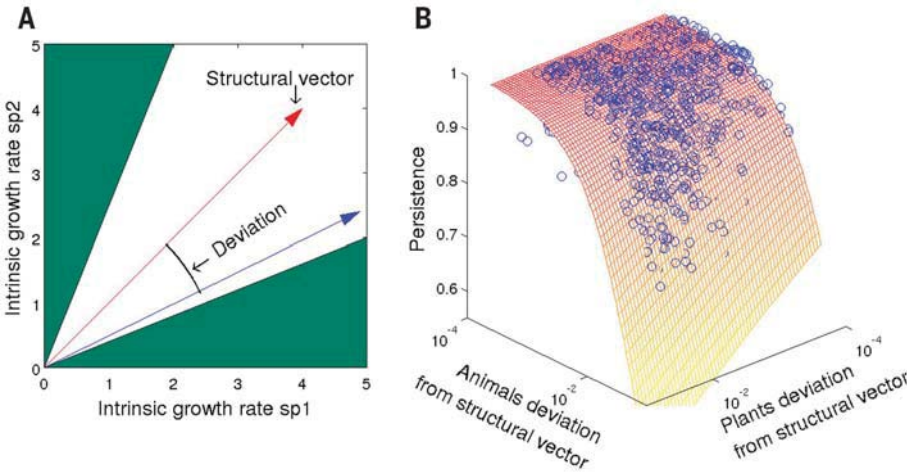 A
5
4
3
2
1
0
Intrinsic growth rate sp2
Structural vector
Deviation
0
1
2
3
4
5
Intrinsic growth rate sp1
B
1
0.9
0.8
0.7
0.6
Persistence
10-4
10-2
Animals deviation
from structural vector
10-2
10-4
Plants deviation
from structural vector